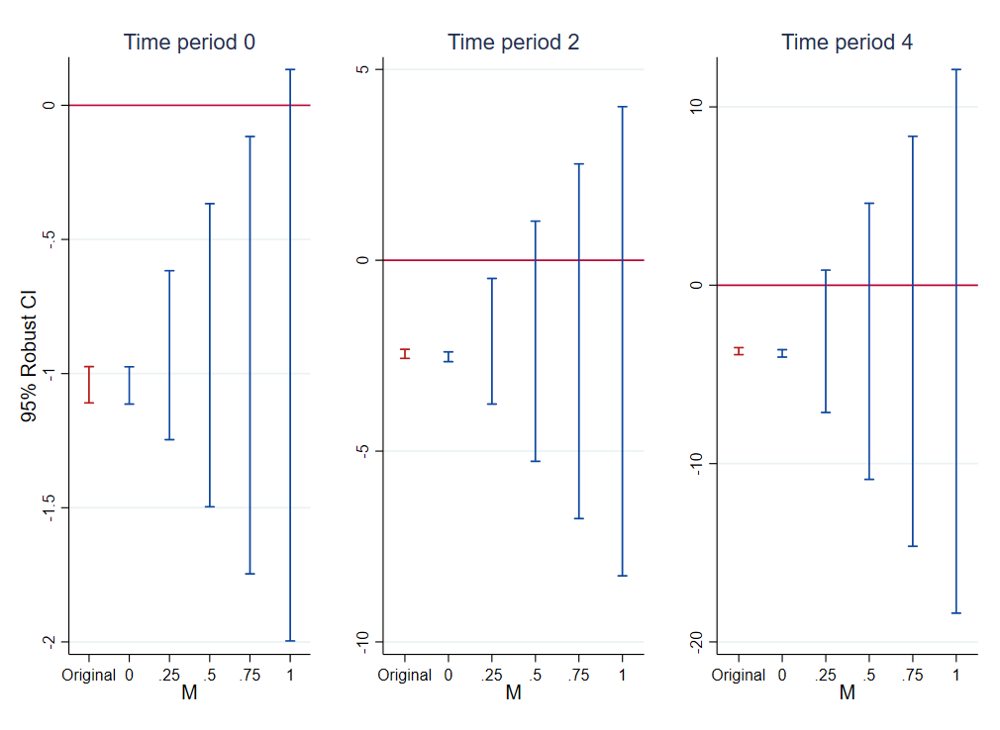 Time period 0
Time period 2
Time period 4
95% Robust CI
0
-.5
-1
-1.5
-2
Original 0 .25 .5 .75 1
M
5
0
-5
-10
Original 0 .25 .5 .75 1
M
10
0
-10
-20
Original 0 .25 .5 .75 1
M